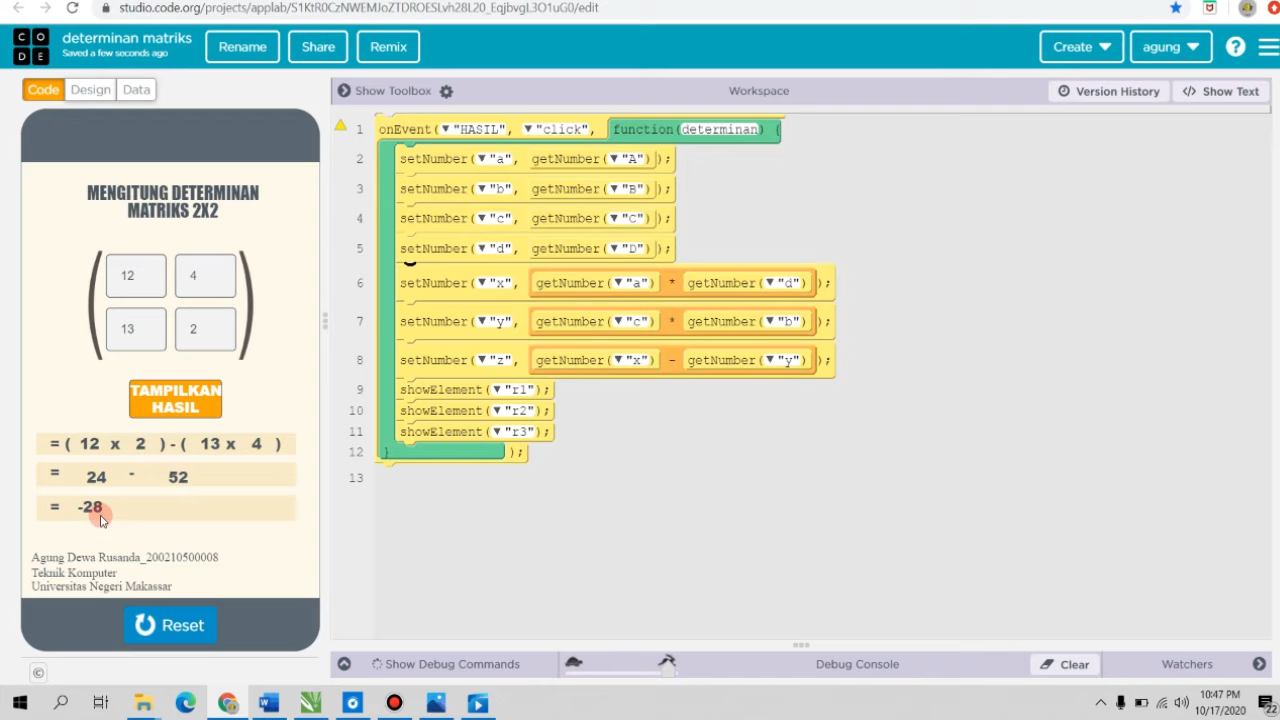 studio.code.org/projects/applab/S1KtR0CzNWEMJoZTDROESLvh28L20_EqjbvgL3O1uG0/edit
C O D E
determinan matriks
Saved a few seconds ago
Rename
Share
Remix
Create
agung
?
Code
Design
Data
Show Toolbox
Workspace
Version History
</> Show Text
MENGITUNG DETERMINAN
MATRIKS 2X2
12 4
13 2
TAMPILKAN
HASIL
= ( 12 x 2 ) - ( 13 x 4 )
= 24 - 52
= -28
Agung Dewa Rusanda_200210500008
Teknik Komputer
Universitas Negeri Makassar
Reset
1 onEvent(▼"HASIL", ▼"click", function(determinan) {
2 setNumber(▼"a", getNumber(▼"A"));
3 setNumber(▼"b", getNumber(▼"B"));
4 setNumber(▼"c", getNumber(▼"C"));
5 setNumber(▼"d", getNumber(▼"D"));
6 setNumber(▼"x", getNumber(▼"a") * getNumber(▼"d"));
7 setNumber(▼"y", getNumber(▼"c") * getNumber(▼"b"));
8 setNumber(▼"z", getNumber(▼"x") - getNumber(▼"y"));
9 showElement(▼"r1");
10 showElement(▼"r2");
11 showElement(▼"r3");
12 } );
13
©
Show Debug Commands
Debug Console
Clear
Watchers
10:47 PM
10/17/2020
22